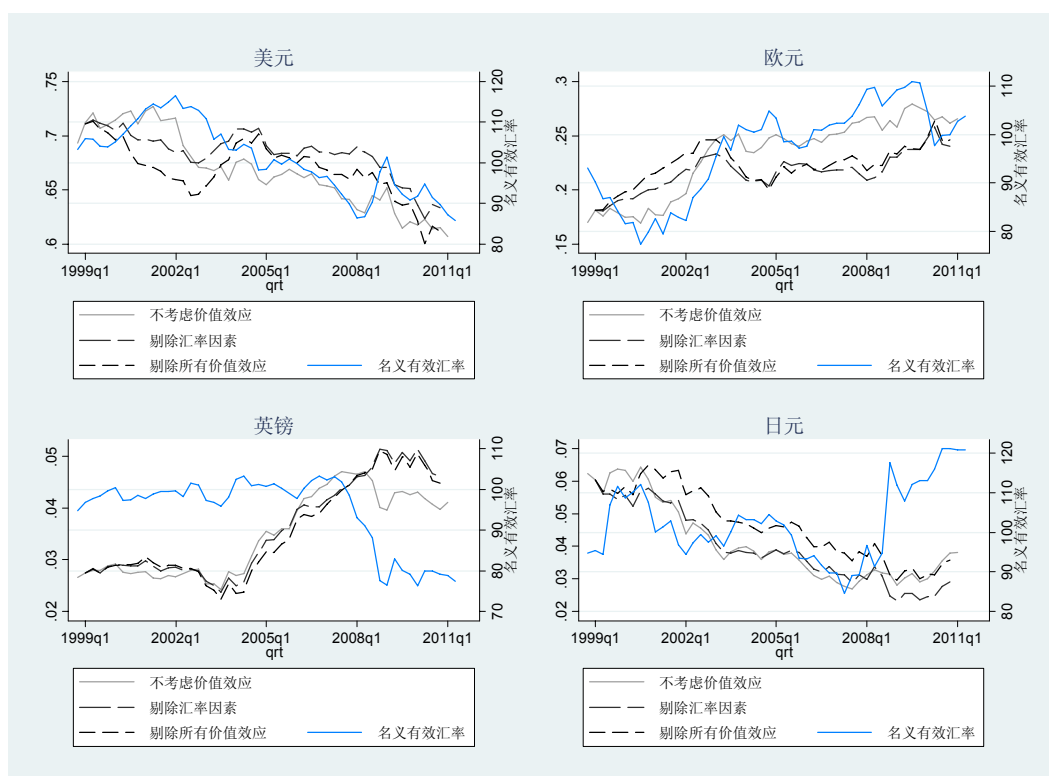 美元
.75
.7
.65
.6
120
110
100
90
80
名义有效汇率
1999q1 2002q1 2005q1 2008q1 2011q1
qrt
不考虑价值效应
剔除汇率因素
剔除所有价值效应 名义有效汇率
欧元
.3
.25
.2
.15
110
100
90
80
名义有效汇率
1999q1 2002q1 2005q1 2008q1 2011q1
qrt
不考虑价值效应
剔除汇率因素
剔除所有价值效应 名义有效汇率
英镑
.05
.04
.03
.02
110
100
90
80
70
名义有效汇率
1999q1 2002q1 2005q1 2008q1 2011q1
qrt
不考虑价值效应
剔除汇率因素
剔除所有价值效应 名义有效汇率
日元
.07
.06
.05
.04
.03
.02
120
110
100
90
80
名义有效汇率
1999q1 2002q1 2005q1 2008q1 2011q1
qrt
不考虑价值效应
剔除汇率因素
剔除所有价值效应 名义有效汇率